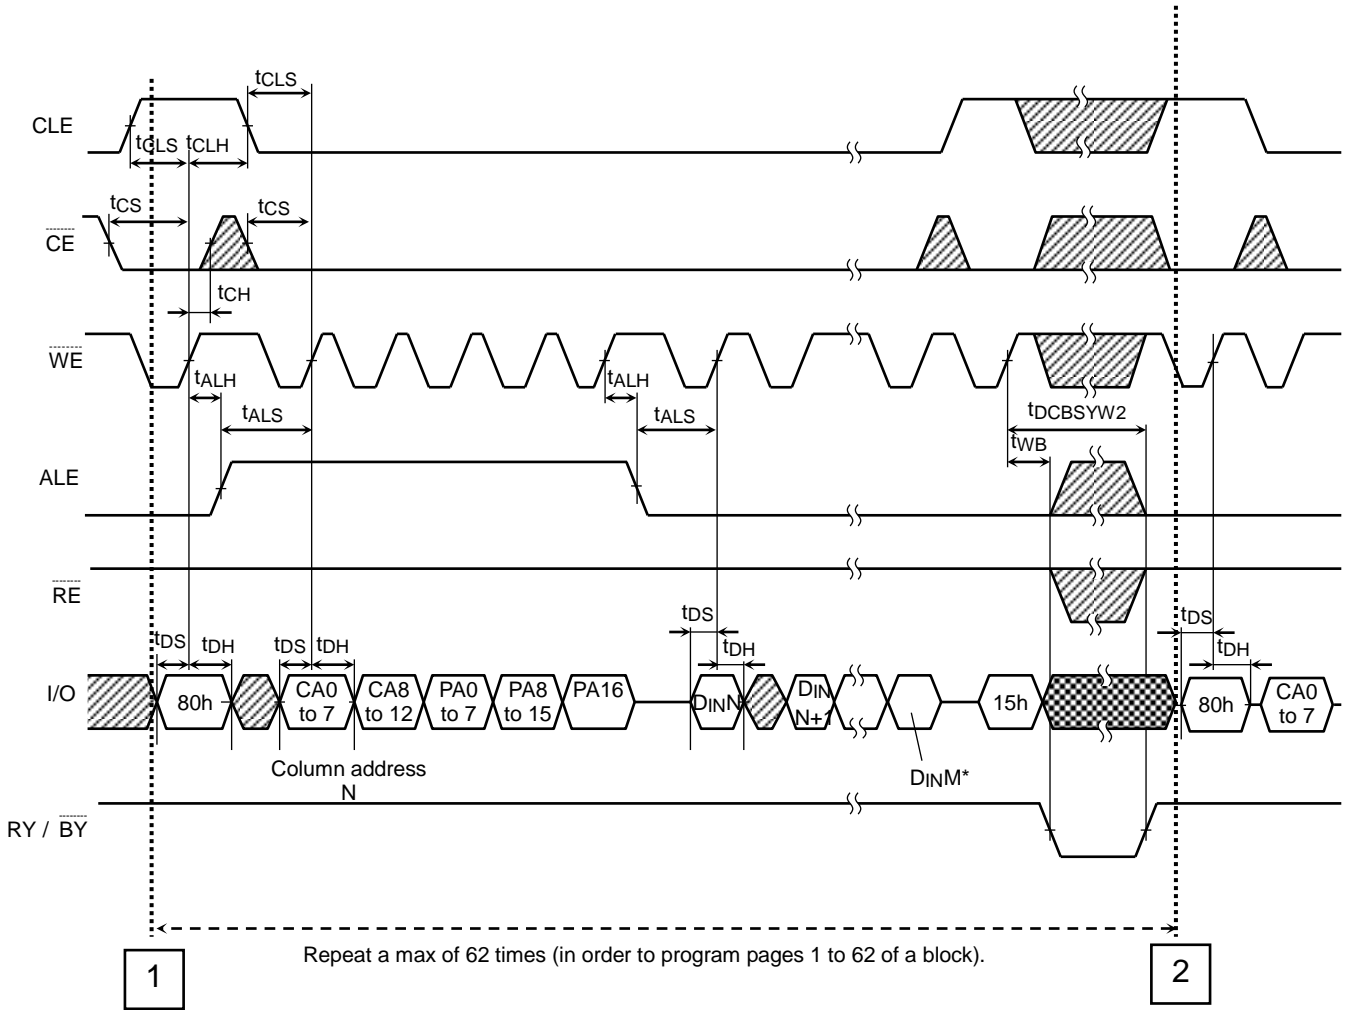 tCLS
CLE
tCLS tCLH
tCS tCS
CE
tCH
WE
tALH tALH
tALS tALS tDCBSYW2
tWB
ALE
RE
tDS tDH tDS tDH tDS tDH tDS tDH
I/O
80h
CA0
to 7
CA8
to 12
PA0
to 7
PA8
to 15
PA16
DINN
DIN
N+1
15h
80h
CA0
to 7
Column address
N
DINM*
RY / BY
Repeat a max of 62 times (in order to program pages 1 to 62 of a block).
1
2